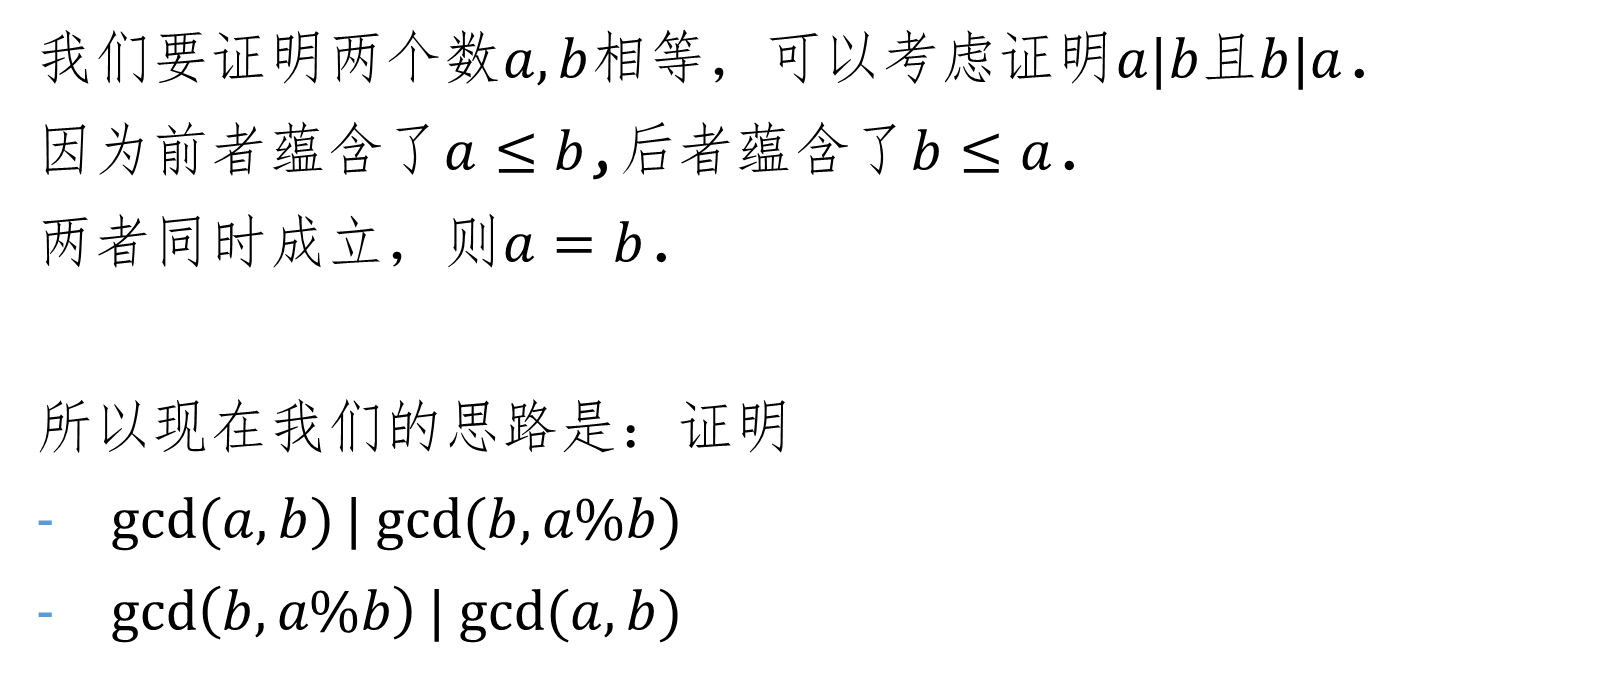 我们要证明两个数a,b相等，可以考虑证明a|b且b|a.
因为前者蕴含了a ≤ b,后者蕴含了b ≤ a.
两者同时成立，则a = b.
所以现在我们的思路是：证明
- gcd(a, b) | gcd(b, a%b)
- gcd(b, a%b) | gcd(a, b)